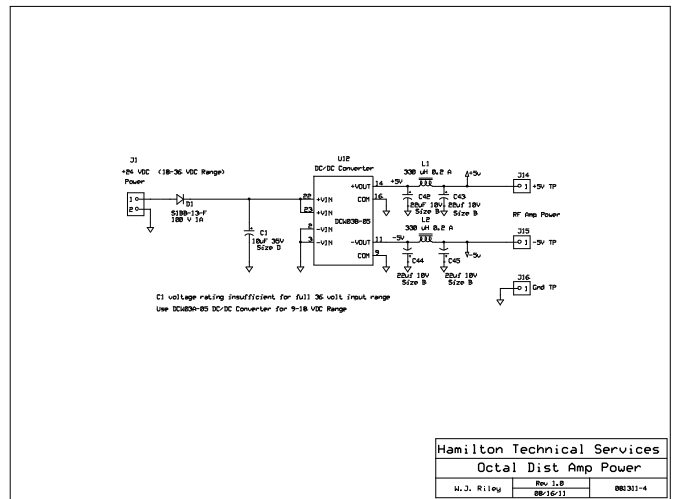 J1
+24 VDC (18-36 VDC Range)
Power
1
2
D1
S1BB-13-F
100 V 1A
C1
10uF 35V
Size D
U12
DC/DC Converter
22 +VIN
23 +VIN
2 -VIN
3 -VIN
+VOUT 14
COM 16
DCW03B-05
-VOUT 11
COM 9
L1
330 uH 0.2 A
+5V
+5v
C42
22uF 10V
Size B
C43
22uf 10V
Size B
L2
330 uH 0.2 A
-5V
-5v
C44
22uf 10V
Size B
C45
22uf 10V
Size B
J14
1 +5V TP
RF Amp Power
J15
1 -5V TP
J16
1 Gnd TP
C1 voltage rating insufficient for full 36 volt input range
Use DCW03A-05 DC/DC Converter for 9-18 VDC Range
Hamilton Technical Services
Octal Dist Amp Power
W.J. Riley
Rev 1.0
08/16/11
081311-4